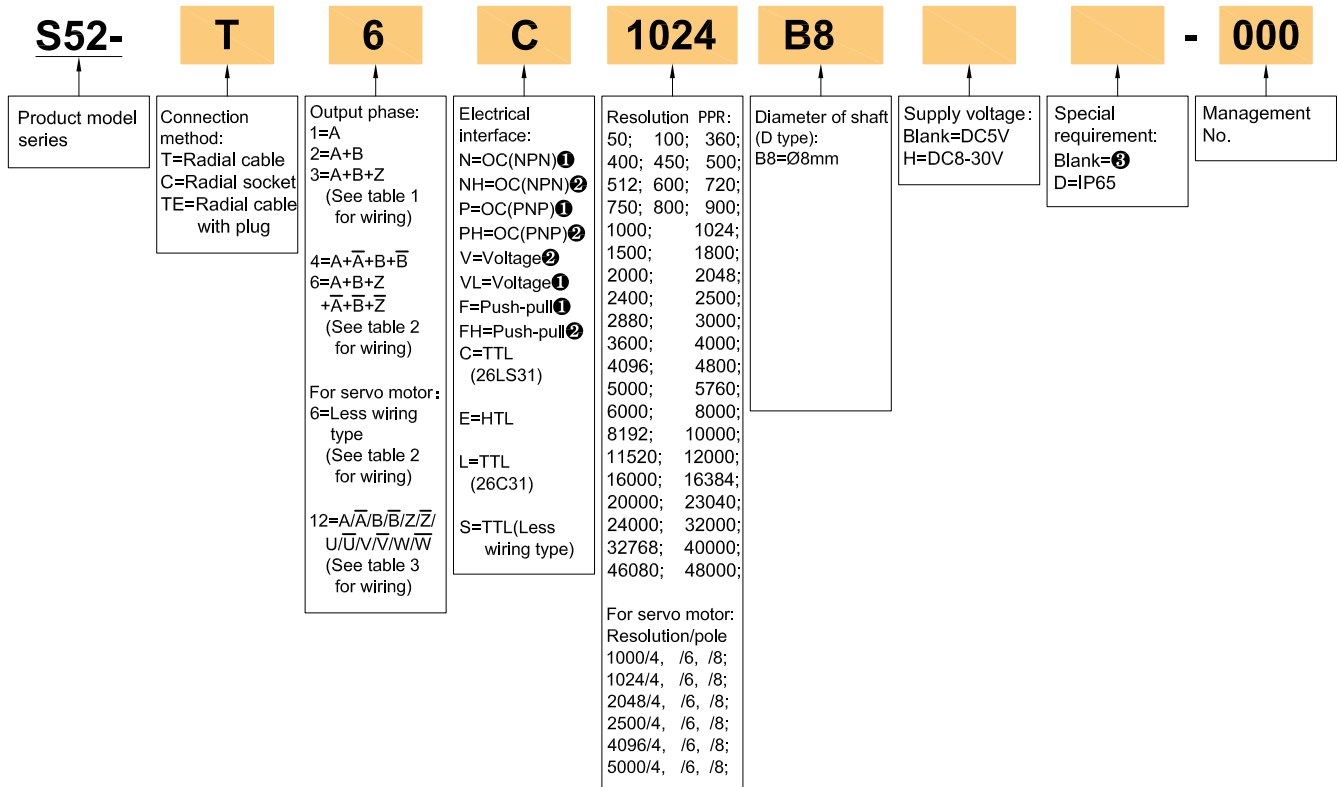 S52- T 6 C 1024 B8 - 000
Product model
series
Connection
method:
T=Radial cable
C=Radial socket
TE=Radial cable
with plug
Output phase:
1=A
2=A+B
3=A+B+Z
(See table 1
for wiring)
4=A+A̅+B+B̅
6=A+B+Z
+A̅+B̅+Z̅
(See table 2
for wiring)
For servo motor:
6=Less wiring
type
(See table 2
for wiring)
12=A/A̅/B/B̅/Z/Z̅/
U/U̅/V/V̅/W/W̅
(See table 3
for wiring)
Electrical
interface:
N=OC(NPN)❶
NH=OC(NPN)❷
P=OC(PNP)❶
PH=OC(PNP)❷
V=Voltage❷
VL=Voltage❶
F=Push-pull❶
FH=Push-pull❷
C=TTL
(26LS31)
E=HTL
L=TTL
(26C31)
S=TTL(Less
wiring type)
Resolution PPR:
50; 100; 360;
400; 450; 500;
512; 600; 720;
750; 800; 900;
1000; 1024;
1500; 1800;
2000; 2048;
2400; 2500;
2880; 3000;
3600; 4000;
4096; 4800;
5000; 5760;
6000; 8000;
8192; 10000;
11520; 12000;
16000; 16384;
20000; 23040;
24000; 32000;
32768; 40000;
46080; 48000;
For servo motor:
Resolution/pole
1000/4, /6, /8;
1024/4, /6, /8;
2048/4, /6, /8;
2500/4, /6, /8;
4096/4, /6, /8;
5000/4, /6, /8;
Diameter of shaft
(D type):
B8=Ø8mm
Supply voltage:
Blank=DC5V
H=DC8-30V
Special
requirement:
Blank=❸
D=IP65
Management
No.